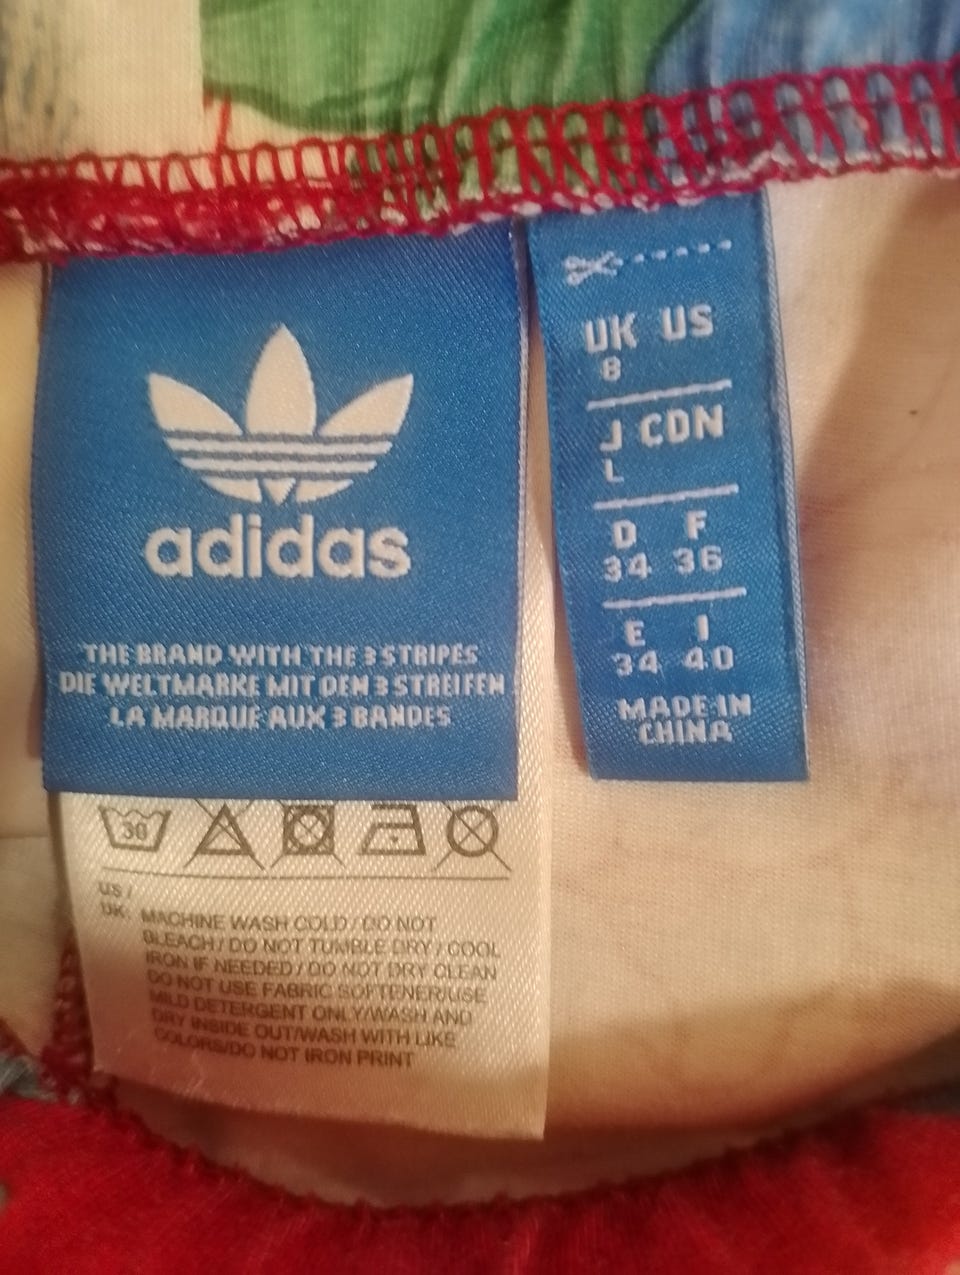 adidas
THE BRAND WITH THE 3 STRIPES
DIE WELTMARKE MIT DEN 3 STREIFEN
LA MARQUE AUX 3 BANDES
30
US /
UK: MACHINE WASH COLD / DO NOT
BLEACH / DO NOT TUMBLE DRY / COOL
IRON IF NEEDED / DO NOT DRY CLEAN
DO NOT USE FABRIC SOFTENER/USE
MILD DETERGENT ONLY/WASH AND
DRY INSIDE OUT/WASH WITH LIKE
COLORS/DO NOT IRON PRINT
UK US
8
J CDN
L
D F
34 36
E I
34 40
MADE IN
CHINA